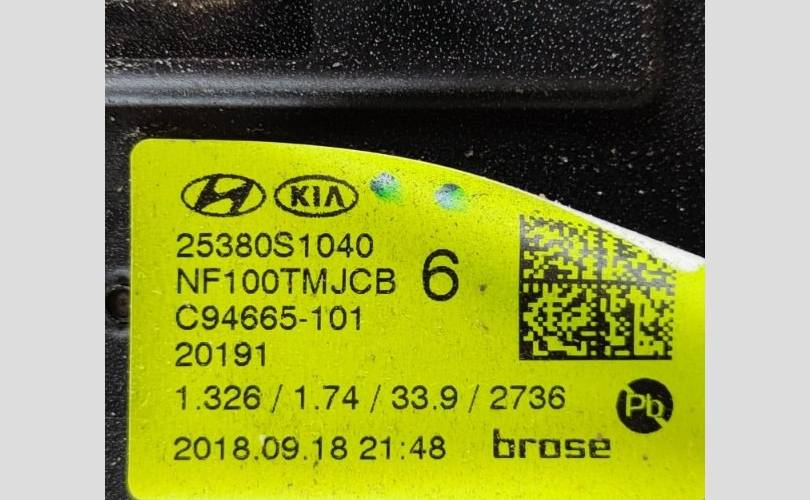 KIA
25380S1040
NF100TMJCB 6
C94665-101
20191
1.326 / 1.74 / 33.9 / 2736
Pb
2018.09.18 21:48 brose